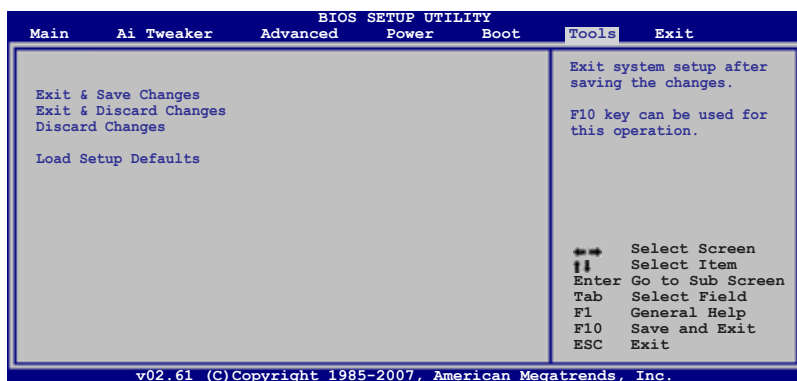 BIOS SETUP UTILITY
Main Ai Tweaker Advanced Power Boot Tools Exit
Exit & Save Changes
Exit & Discard Changes
Discard Changes
Load Setup Defaults
Exit system setup after
saving the changes.
F10 key can be used for
this operation.
←→ Select Screen
↑↓ Select Item
Enter Go to Sub Screen
Tab Select Field
F1 General Help
F10 Save and Exit
ESC Exit
v02.61 (C)Copyright 1985-2007, American Megatrends, Inc.